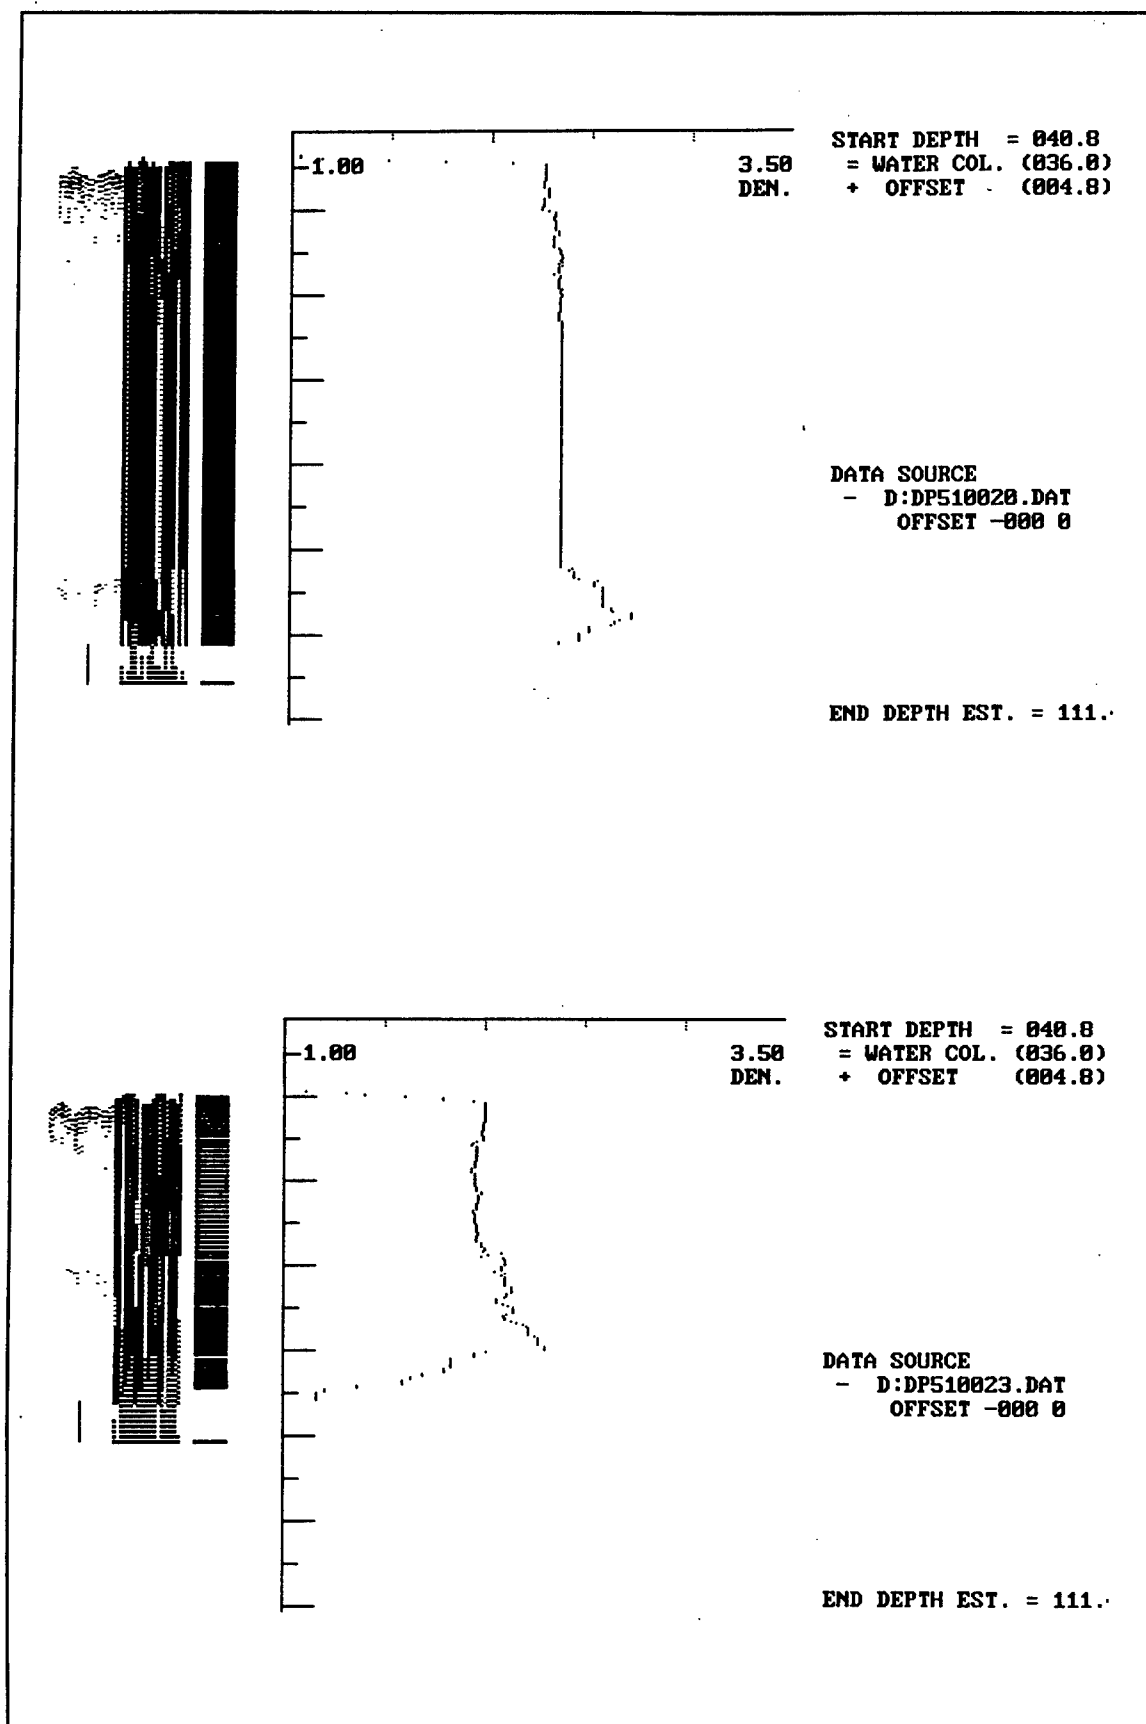 START DEPTH = 040.8
1.00 3.50 = WATER COL. (036.0)
DEN. + OFFSET (004.8)
DATA SOURCE
- D:DP510020.DAT
OFFSET -000 0
END DEPTH EST. = 111.
START DEPTH = 040.8
1.00 3.50 = WATER COL. (036.0)
DEN. + OFFSET (004.8)
DATA SOURCE
- D:DP510023.DAT
OFFSET -000 0
END DEPTH EST. = 111.